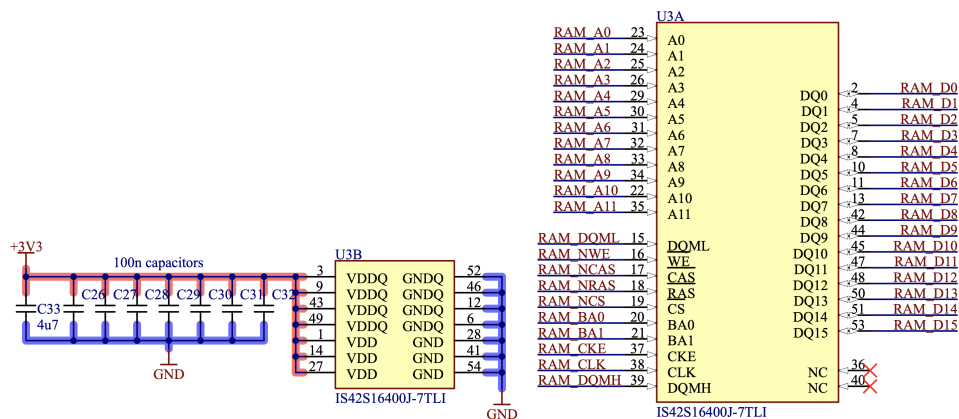 U3A
RAM_A0 23 A0
RAM_A1 24 A1
RAM_A2 25 A2
RAM_A3 26 A3
RAM_A4 29 A4
RAM_A5 30 A5
RAM_A6 31 A6
RAM_A7 32 A7
RAM_A8 33 A8
RAM_A9 34 A9
RAM_A10 22 A10
RAM_A11 35 A11
RAM_DQML 15 DQML
RAM_NWE 16 WE
RAM_NCAS 17 CAS
RAM_NRAS 18 RAS
RAM_NCS 19 CS
RAM_BA0 20 BA0
RAM_BA1 21 BA1
RAM_CKE 37 CKE
RAM_CLK 38 CLK
RAM_DQMH 39 DQMH
DQ0 2 RAM_D0
DQ1 4 RAM_D1
DQ2 5 RAM_D2
DQ3 7 RAM_D3
DQ4 8 RAM_D4
DQ5 10 RAM_D5
DQ6 11 RAM_D6
DQ7 13 RAM_D7
DQ8 42 RAM_D8
DQ9 44 RAM_D9
DQ10 45 RAM_D10
DQ11 47 RAM_D11
DQ12 48 RAM_D12
DQ13 50 RAM_D13
DQ14 51 RAM_D14
DQ15 53 RAM_D15
NC 36
NC 40
IS42S16400J-7TLI
+3V3
100n capacitors
C33 C26 C27 C28 C29 C30 C31 C32
4u7
GND
U3B
3 VDDQ GNDQ 52
9 VDDQ GNDQ 46
43 VDDQ GNDQ 12
49 VDDQ GNDQ 6
1 VDD GND 28
14 VDD GND 41
27 VDD GND 54
IS42S16400J-7TLI
GND